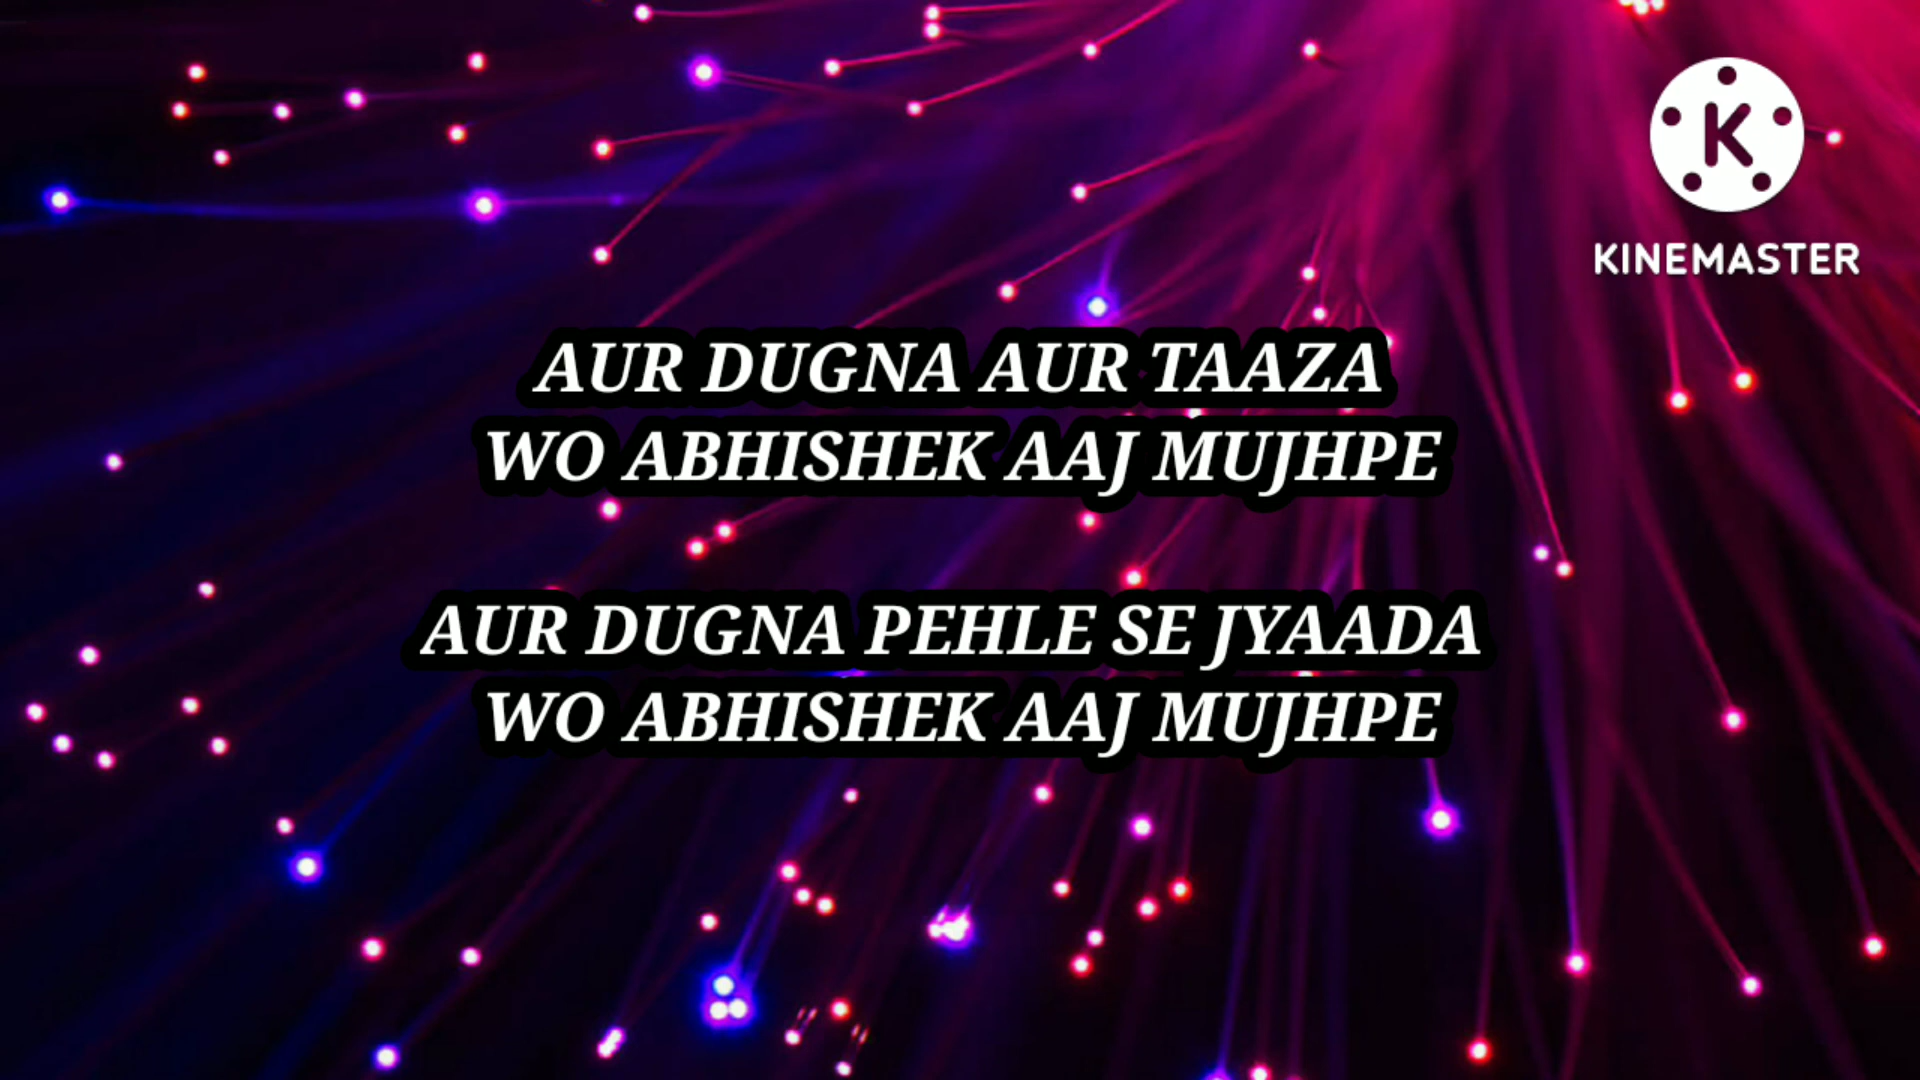 K
KINEMASTER
AUR DUGNA AUR TAAZA
WO ABHISHEK AAJ MUJHPE
AUR DUGNA PEHLE SE JYAADA
WO ABHISHEK AAJ MUJHPE